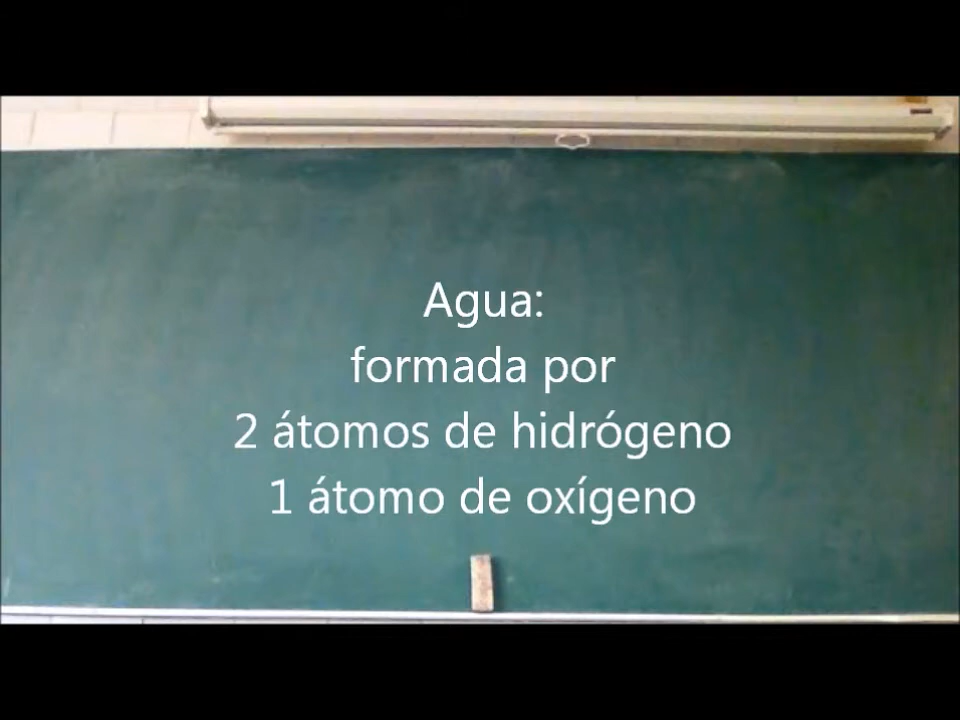 Agua:
formada por
2 átomos de hidrógeno
1 átomo de oxígeno